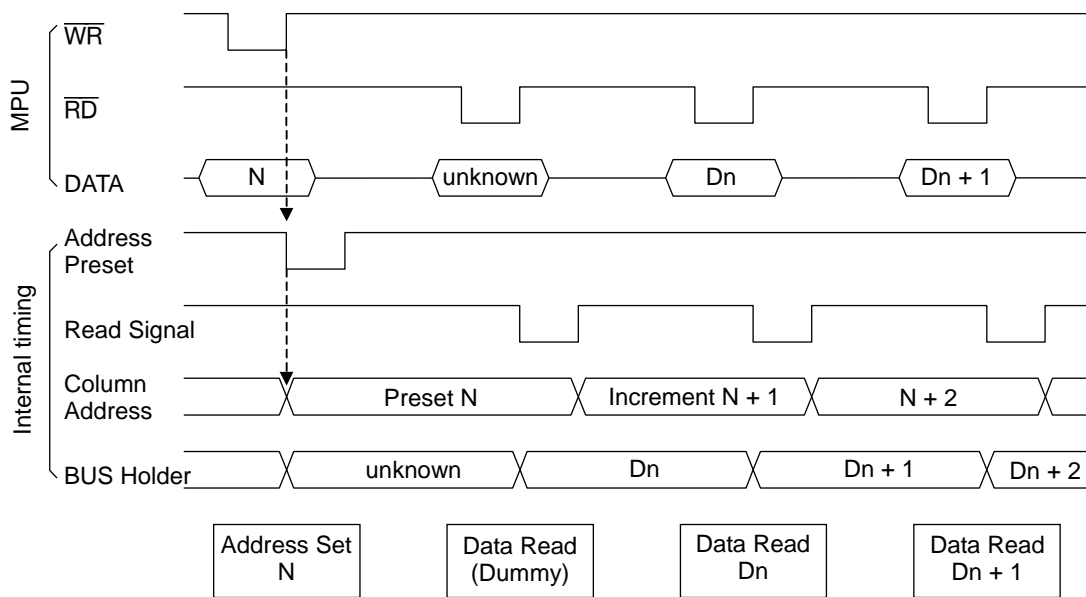 MPU
W̅R̅
R̅D̅
DATA
N
unknown
Dn
Dn + 1
Internal timing
Address
Preset
Read Signal
Column
Address
Preset N
Increment N + 1
N + 2
BUS Holder
unknown
Dn
Dn + 1
Dn + 2
Address Set
N
Data Read
(Dummy)
Data Read
Dn
Data Read
Dn + 1